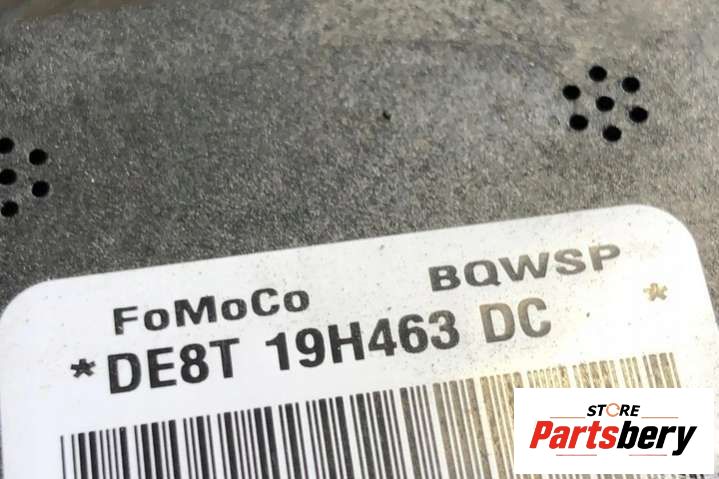 FoMoCo BQWSP
*DE8T 19H463 DC *
STORE
Partsbery